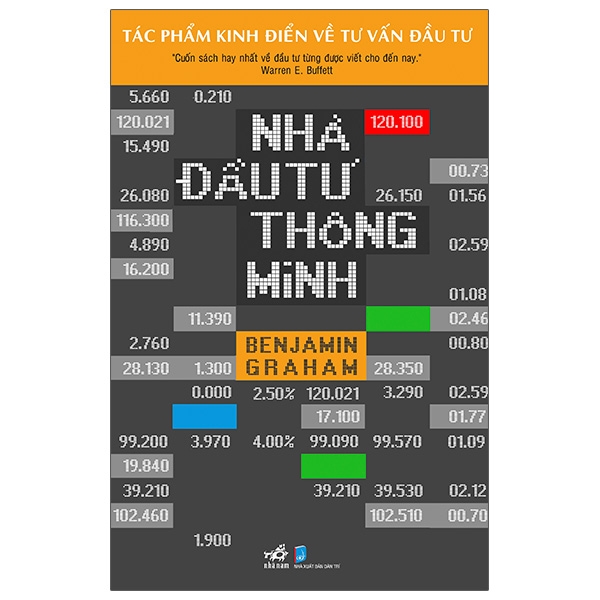 TÁC PHẨM KINH ĐIỂN VỀ TƯ VẤN ĐẦU TƯ
"Cuốn sách hay nhất về đầu tư từng được viết cho đến nay."
Warren E. Buffett
5.660 0.210
120.021 NHÀ 120.100
15.490
00.73
ĐẦU TƯ
26.080 26.150 01.56
116.300 THÔNG
4.890 02.59
16.200 MINH
01.08
11.390 02.46
2.760 BENJAMIN 00.80
28.130 1.300 GRAHAM 28.350
0.000 2.50% 120.021 3.290 02.59
17.100 01.77
99.200 3.970 4.00% 99.090 99.570 01.09
19.840
39.210 39.210 39.530 02.12
102.460 102.510 00.70
1.900
nhã nam
NHÀ XUẤT BẢN DÂN TRÍ